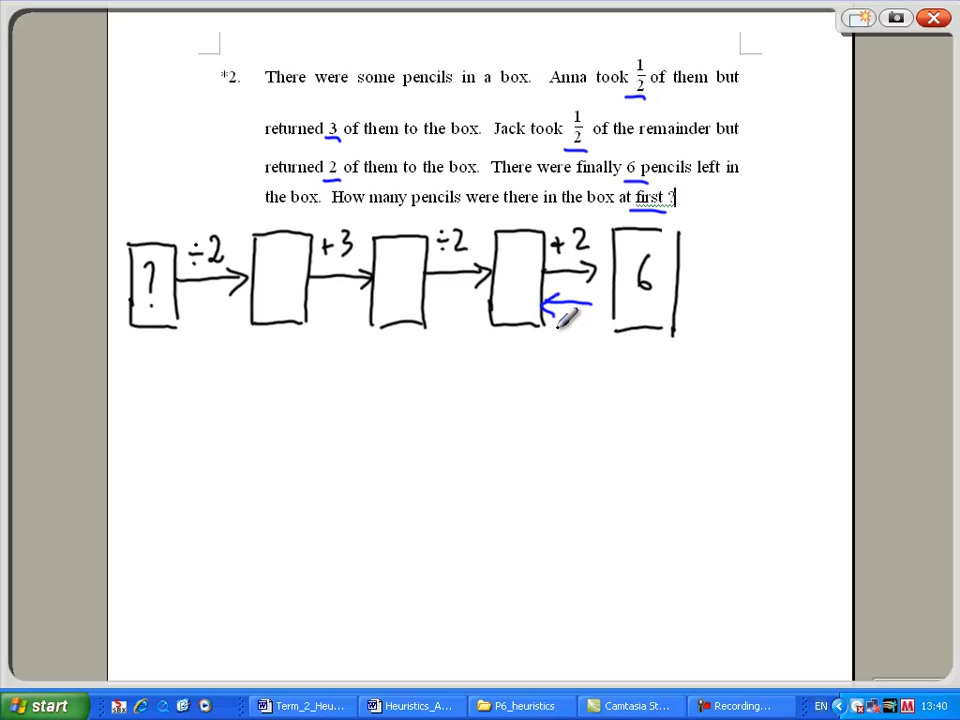 *2. There were some pencils in a box. Anna took 1/2 of them but
returned 3 of them to the box. Jack took 1/2 of the remainder but
returned 2 of them to the box. There were finally 6 pencils left in
the box. How many pencils were there in the box at first ?
? ÷2 +3 ÷2 +2 6
start Term_2_Heu... Heuristics_A... P6_heuristics Camtasia St... Recording... EN 13:40